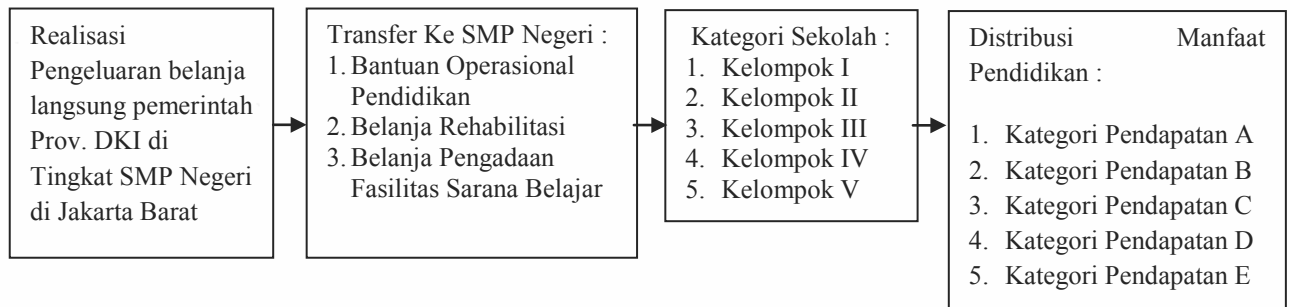 Realisasi
Pengeluaran belanja
langsung pemerintah
Prov. DKI di
Tingkat SMP Negeri
di Jakarta Barat
Transfer Ke SMP Negeri :
1. Bantuan Operasional
Pendidikan
2. Belanja Rehabilitasi
3. Belanja Pengadaan
Fasilitas Sarana Belajar
Kategori Sekolah :
1. Kelompok I
2. Kelompok II
3. Kelompok III
4. Kelompok IV
5. Kelompok V
Distribusi Manfaat
Pendidikan :
1. Kategori Pendapatan A
2. Kategori Pendapatan B
3. Kategori Pendapatan C
4. Kategori Pendapatan D
5. Kategori Pendapatan E